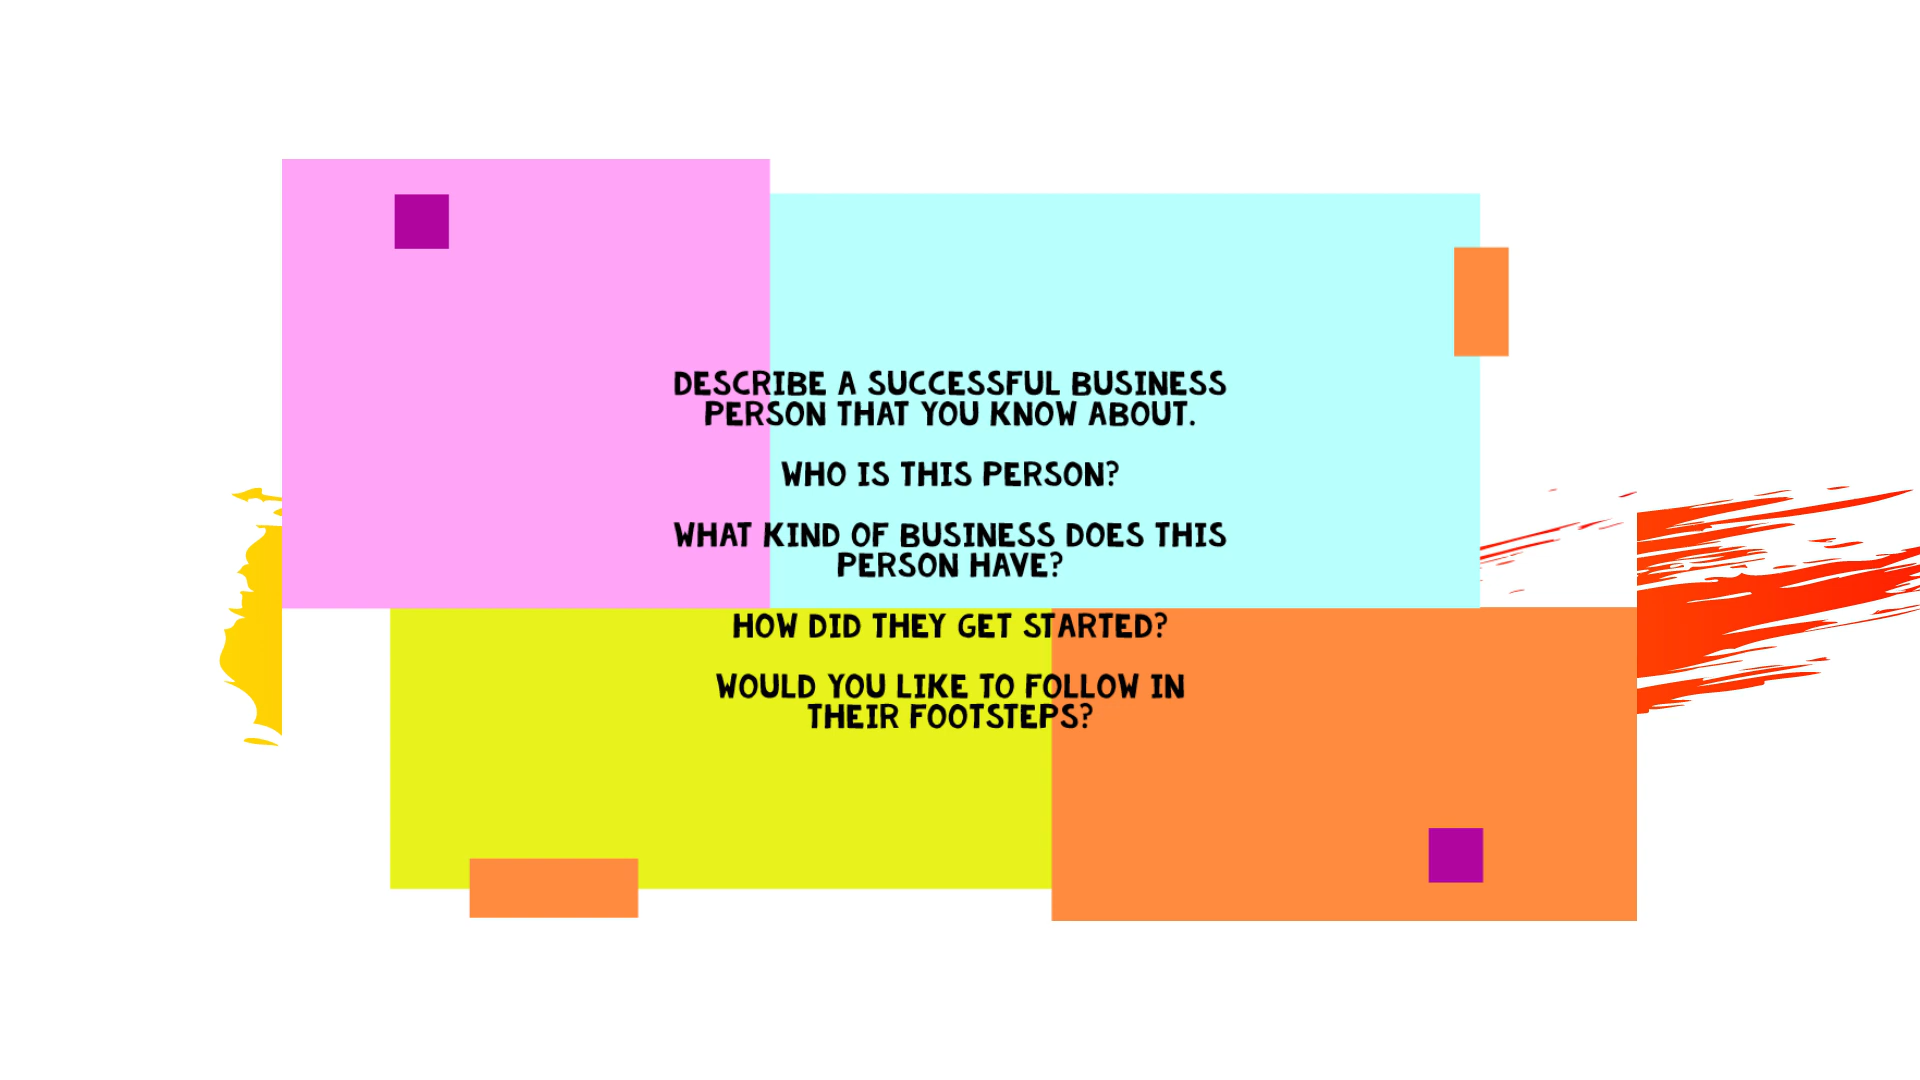 DESCRIBE A SUCCESSFUL BUSINESS
PERSON THAT YOU KNOW ABOUT.
WHO IS THIS PERSON?
WHAT KIND OF BUSINESS DOES THIS
PERSON HAVE?
HOW DID THEY GET STARTED?
WOULD YOU LIKE TO FOLLOW IN
THEIR FOOTSTEPS?